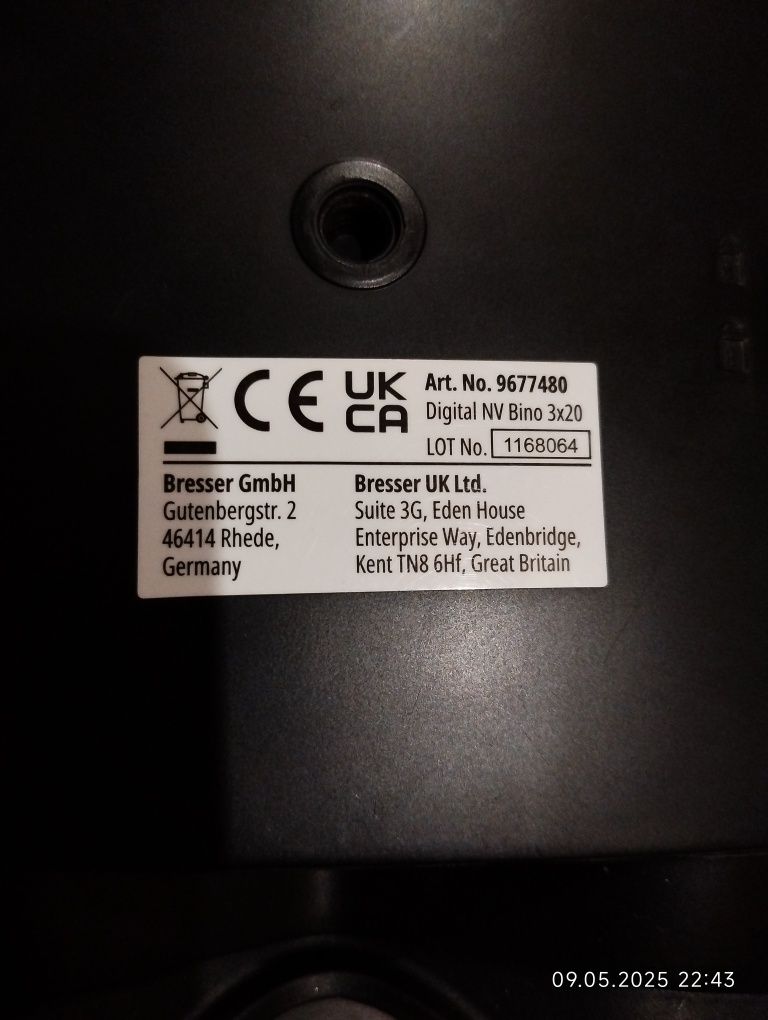 CE
UK
CA
Art. No. 9677480
Digital NV Bino 3x20
LOT No. 1168064
Bresser GmbH
Gutenbergstr. 2
46414 Rhede,
Germany
Bresser UK Ltd.
Suite 3G, Eden House
Enterprise Way, Edenbridge,
Kent TN8 6Hf, Great Britain
09.05.2025 22:43